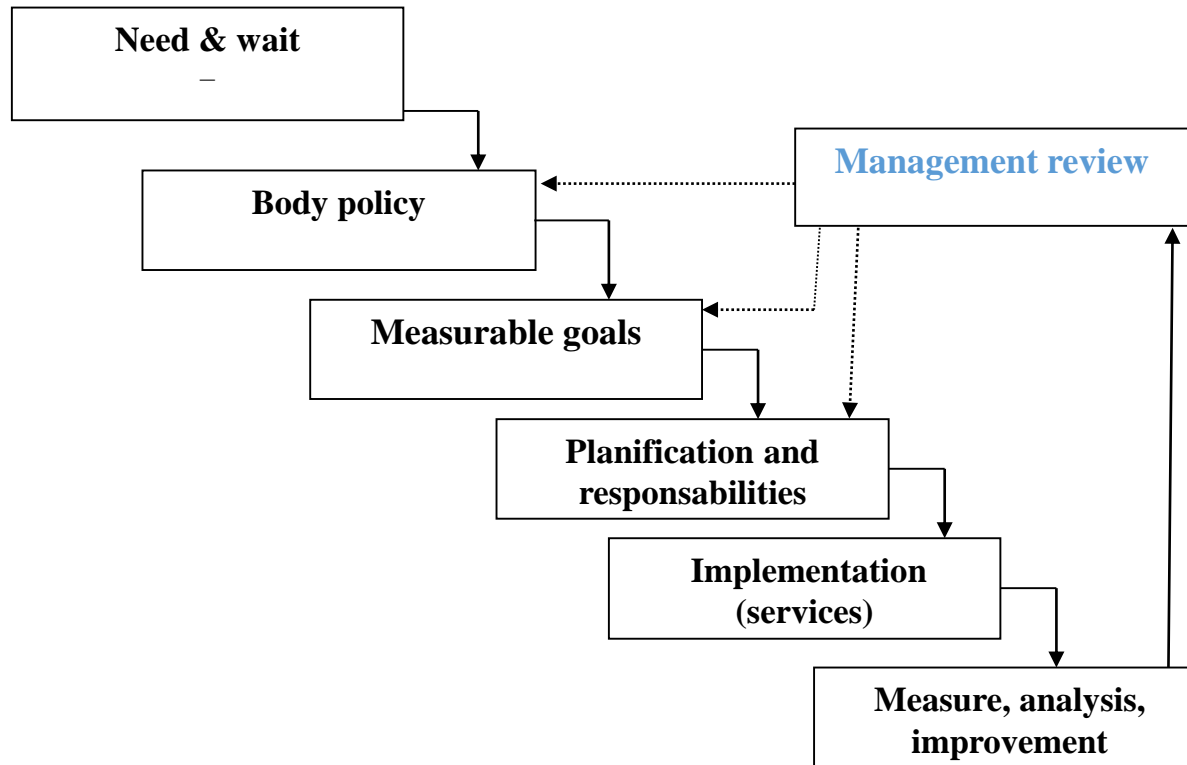 Need & wait
–
Management review
Body policy
Measurable goals
Planification and
responsabilities
Implementation
(services)
Measure, analysis,
improvement